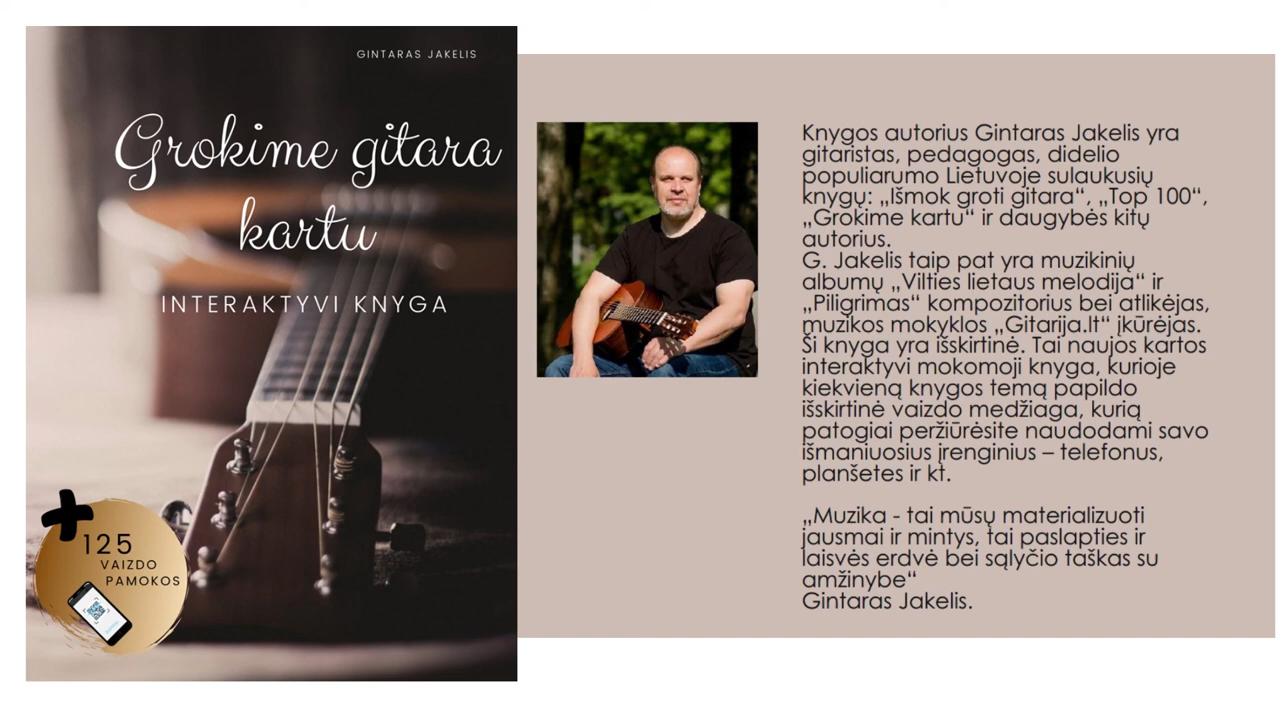 GINTARAS JAKELIS
Grokime gitara
kartu
INTERAKTYVI KNYGA
+
125
VAIZDO
PAMOKOS
Knygos autorius Gintaras Jakelis yra
gitaristas, pedagogas, didelio
populiarumo Lietuvoje sulaukusių
knygų: „Išmok groti gitara“, „Top 100“,
„Grokime kartu“ ir daugybės kitų
autorius.
G. Jakelis taip pat yra muzikinių
albumų „Vilties lietaus melodija“ ir
„Piligrimas“ kompozitorius bei atlikėjas,
muzikos mokyklos „Gitarija.lt“ įkūrėjas.
Ši knyga yra išskirtinė. Tai naujos kartos
interaktyvi mokomoji knyga, kurioje
kiekvieną knygos temą papildo
išskirtinė vaizdo medžiaga, kurią
patogiai peržiūrėsite naudodami savo
išmaniuosius įrenginius – telefonus,
planšetes ir kt.
„Muzika - tai mūsų materializuoti
jausmai ir mintys, tai paslapties ir
laisvės erdvė bei sąlyčio taškas su
amžinybe“
Gintaras Jakelis.